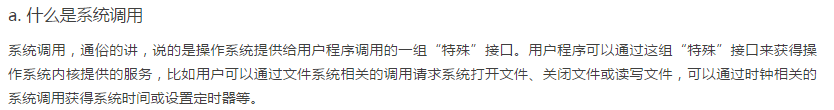 a. 什么是系统调用
系统调用，通俗的讲，说的是操作系统提供给用户程序调用的一组“特殊”接口。用户程序可以通过这组“特殊”接口来获得操
作系统内核提供的服务，比如用户可以通过文件系统相关的调用请求系统打开文件、关闭文件或读写文件，可以通过时钟相关的
系统调用获得系统时间或设置定时器等。